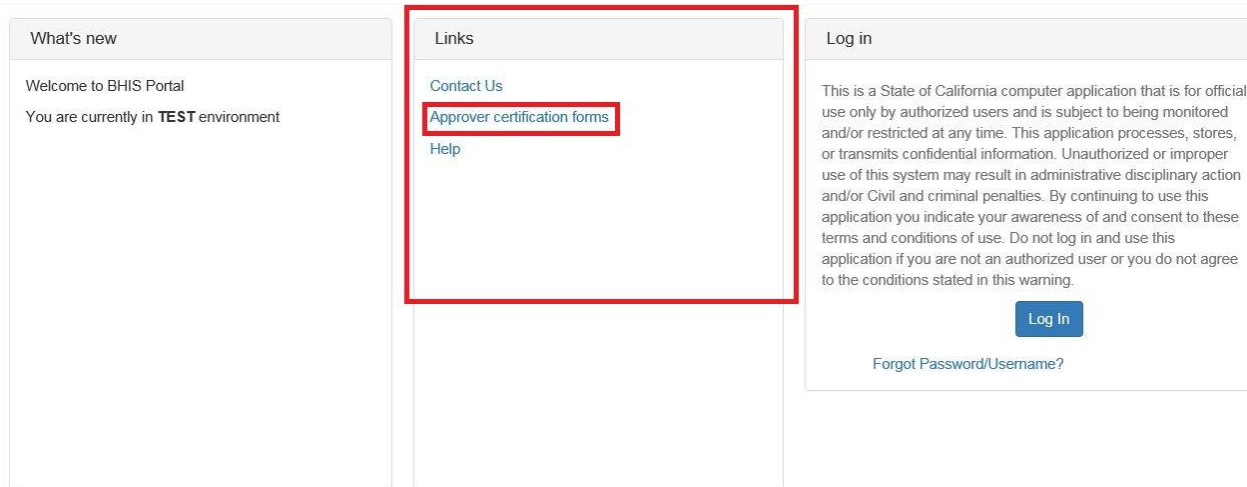 What's new
Welcome to BHIS Portal
You are currently in TEST environment
Links
Contact Us
Approver certification forms
Help
Log in
This is a State of California computer application that is for official
use only by authorized users and is subject to being monitored
and/or restricted at any time. This application processes, stores,
or transmits confidential information. Unauthorized or improper
use of this system may result in administrative disciplinary action
and/or Civil and criminal penalties. By continuing to use this
application you indicate your awareness of and consent to these
terms and conditions of use. Do not log in and use this
application if you are not an authorized user or you do not agree
to the conditions stated in this warning.
Log In
Forgot Password/Username?